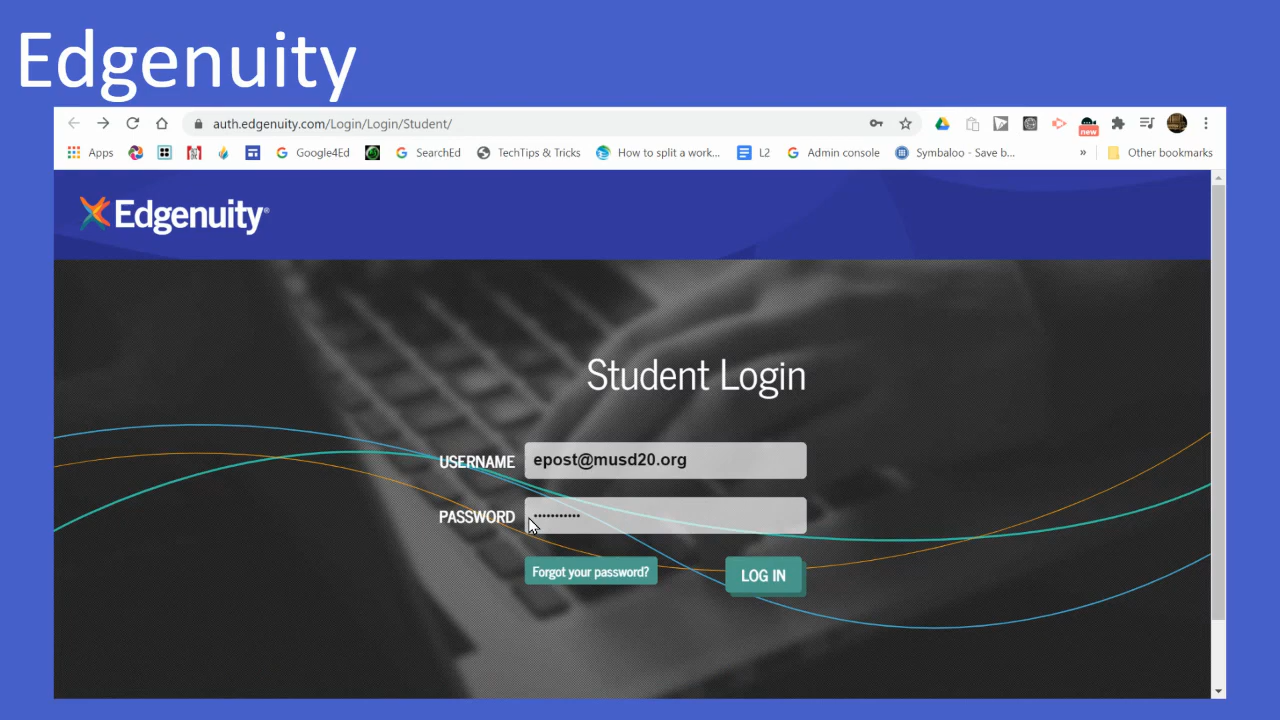 Edgenuity
auth.edgenuity.com/Login/Login/Student/
new
Apps Google4Ed SearchEd TechTips & Tricks How to split a work... L2 Admin console Symbaloo - Save b... » Other bookmarks
Edgenuity®
Student Login
USERNAME epost@musd20.org
PASSWORD •••••••••••
Forgot your password? LOG IN